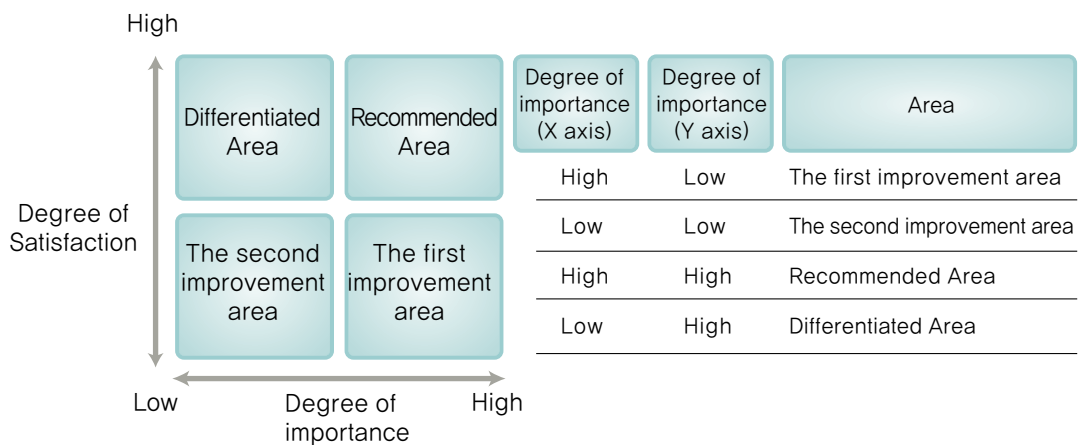 High
Differentiated
Area
Recommended
Area
Degree of
Satisfaction
The second
improvement
area
The first
improvement
area
Low
Degree of
importance
High
Degree of
importance
(X axis)
Degree of
importance
(Y axis)
Area
High Low The first improvement area
Low Low The second improvement area
High High Recommended Area
Low High Differentiated Area